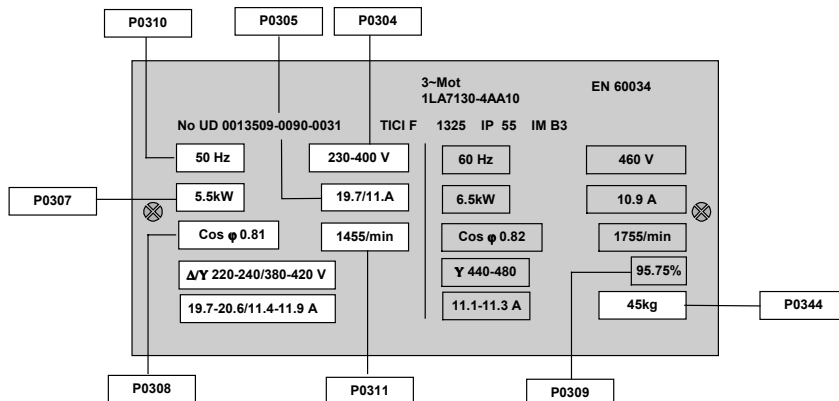 P0310
P0305
P0304
3~Mot
1LA7130-4AA10
EN 60034
No UD 0013509-0090-0031
TICI F 1325 IP 55 IM B3
50 Hz
230-400 V
60 Hz
460 V
P0307
5.5kW
19.7/11.A
6.5kW
10.9 A
Cos φ 0.81
1455/min
Cos φ 0.82
1755/min
Δ/Y 220-240/380-420 V
Y 440-480
95.75%
19.7-20.6/11.4-11.9 A
11.1-11.3 A
45kg
P0344
P0308
P0311
P0309